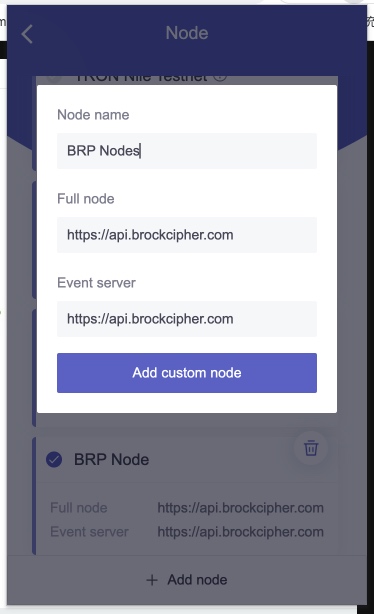 Node
TRON Nile Testnet
Node name
BRP Nodes
Full node
https://api.brockcipher.com
Event server
https://api.brockcipher.com
Add custom node
BRP Node
Full node https://api.brockcipher.com
Event server https://api.brockcipher.com
+ Add node